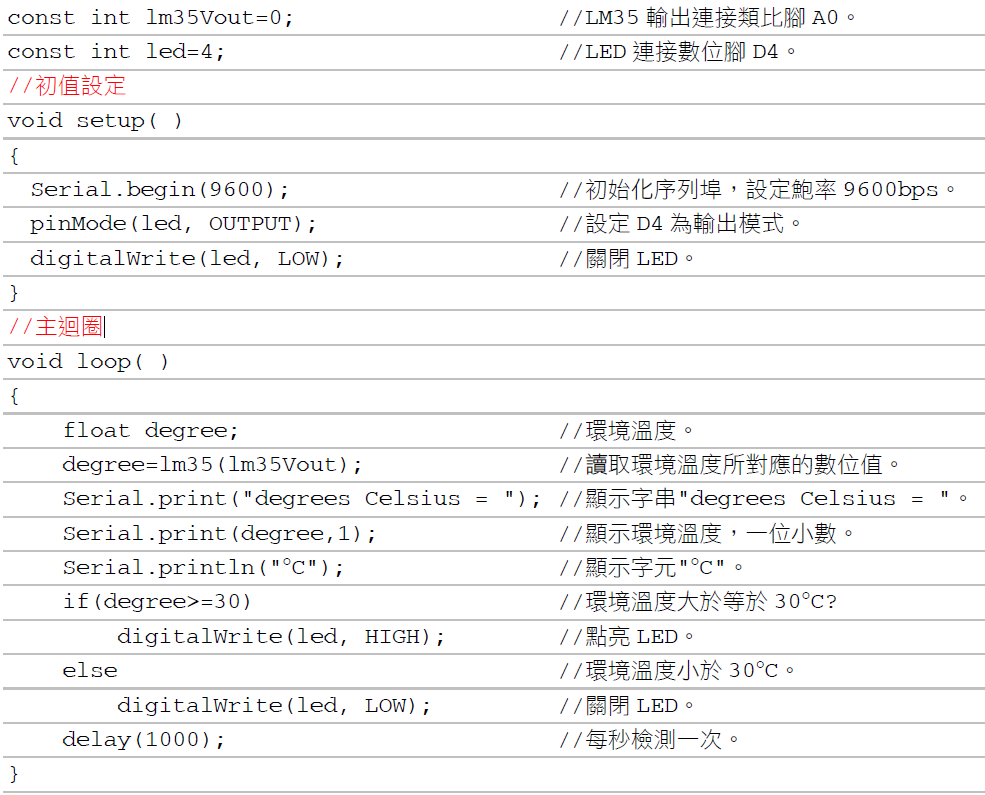 const int lm35Vout=0; //LM35 輸出連接類比腳 A0。
const int led=4; //LED 連接數位腳 D4。
//初值設定
void setup( )
{
Serial.begin(9600); //初始化序列埠，設定鮑率 9600bps。
pinMode(led, OUTPUT); //設定 D4 為輸出模式。
digitalWrite(led, LOW); //關閉 LED。
}
//主迴圈
void loop( )
{
float degree; //環境溫度。
degree=lm35(lm35Vout); //讀取環境溫度所對應的數位值。
Serial.print("degrees Celsius = "); //顯示字串"degrees Celsius = "。
Serial.print(degree,1); //顯示環境溫度，一位小數。
Serial.println("℃"); //顯示字元"℃"。
if(degree>=30) //環境溫度大於等於 30℃?
digitalWrite(led, HIGH); //點亮 LED。
else //環境溫度小於 30℃。
digitalWrite(led, LOW); //關閉 LED。
delay(1000); //每秒檢測一次。
}